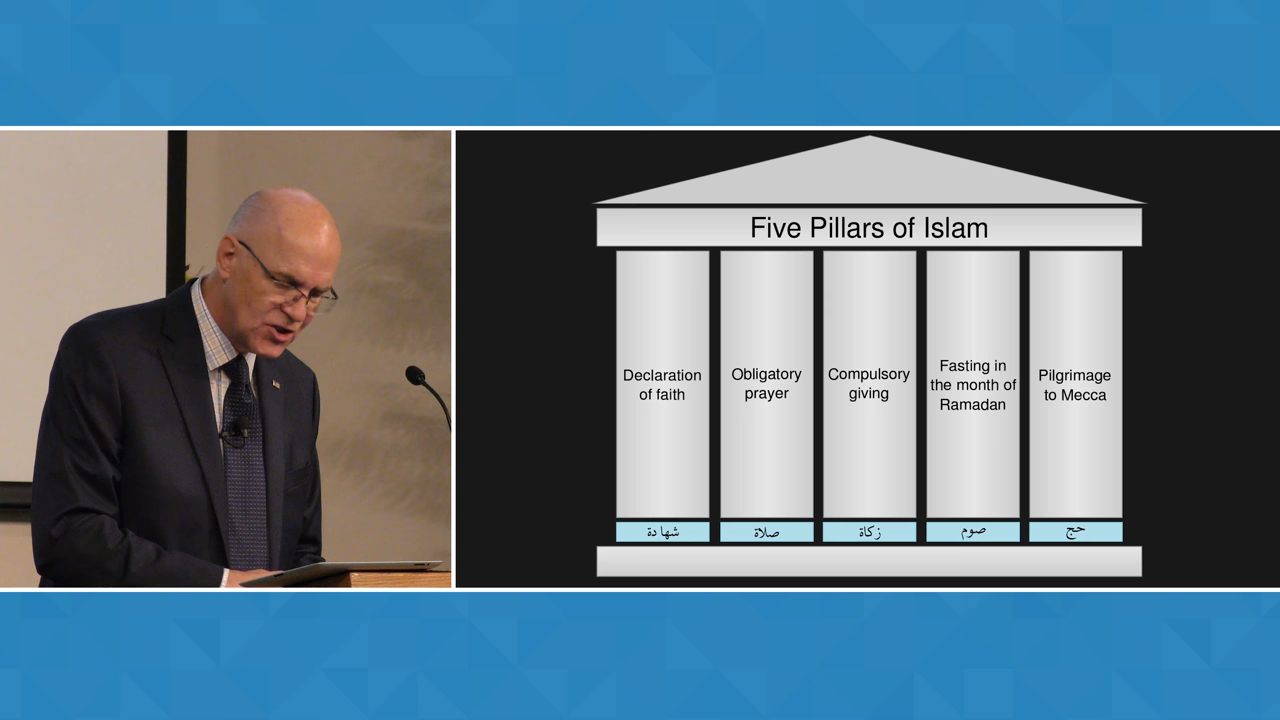 Five Pillars of Islam
Declaration
of faith
Obligatory
prayer
Compulsory
giving
Fasting in
the month of
Ramadan
Pilgrimage
to Mecca
شهادة
صلاة
زكاة
صوم
حج